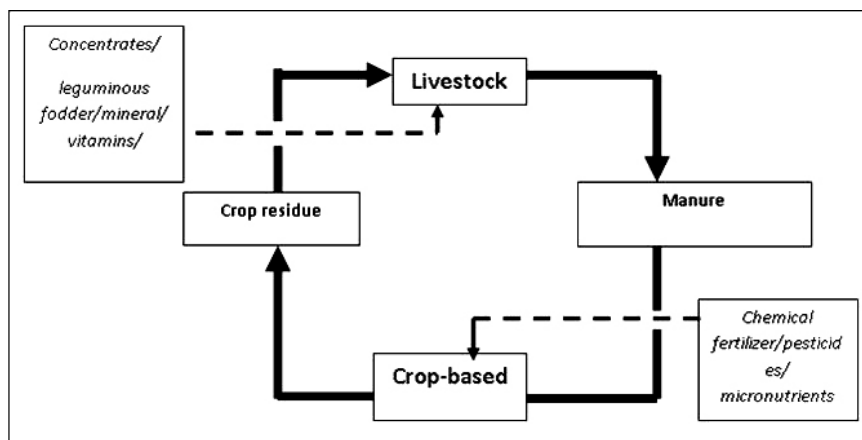 Concentrates/
leguminous
fodder/mineral/
vitamins/
Livestock
Crop residue
Manure
Chemical
fertilizer/pesticid
es/
micronutrients
Crop-based